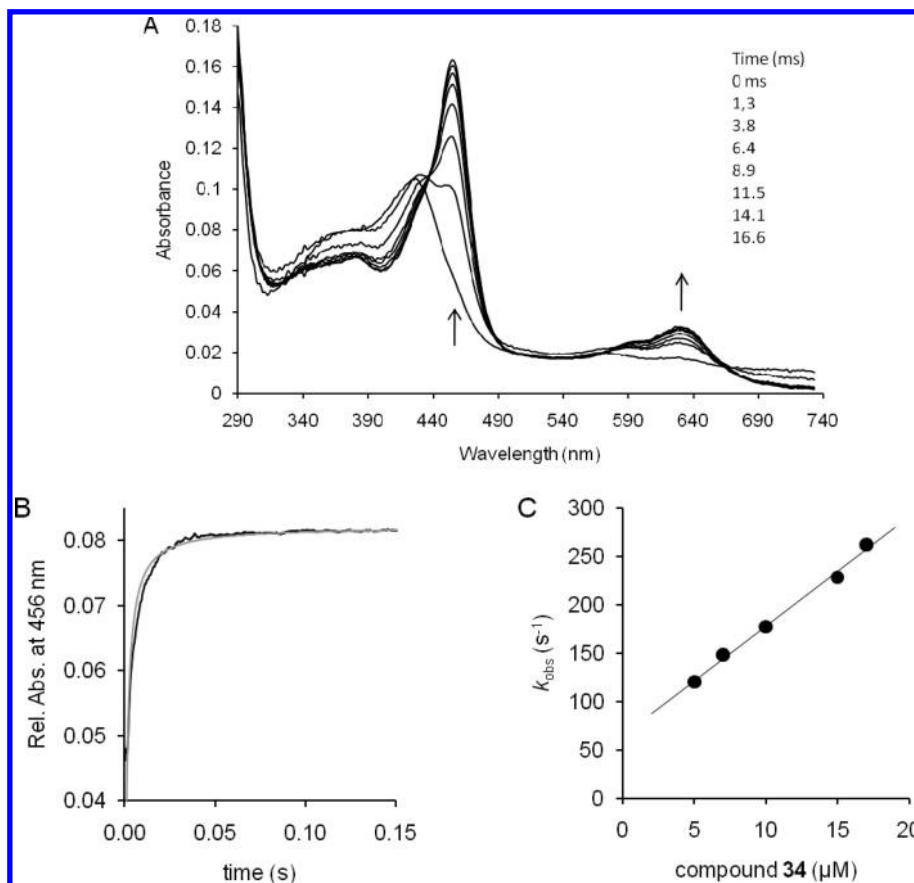 A
Absorbance
0.18
0.16
0.14
0.12
0.1
0.08
0.06
0.04
0.02
0
290 340 390 440 490 540 590 640 690 740
Wavelength (nm)
Time (ms)
0 ms
1,3
3.8
6.4
8.9
11.5
14.1
16.6
B
Rel. Abs. at 456 nm
0.08
0.07
0.06
0.05
0.04
0.00 0.05 0.10 0.15
time (s)
C
kobs (s-1)
300
250
200
150
100
50
0
0 5 10 15 20
compound 34 (µM)